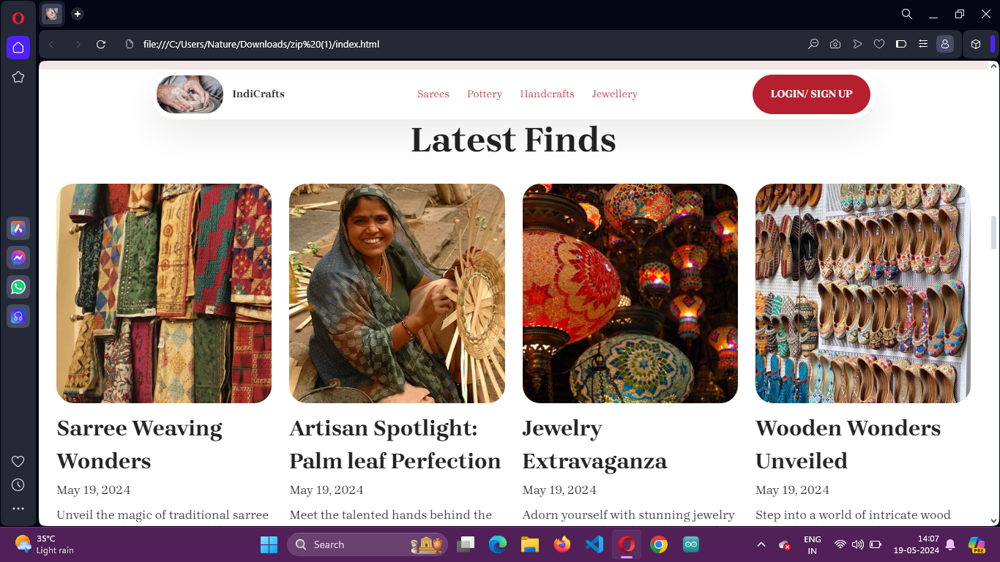 file:///C:/Users/Nature/Downloads/zip%20(1)/index.html
IndiCrafts
Sarees Pottery Handcrafts Jewellery
LOGIN/ SIGN UP
Latest Finds
Sarree Weaving
Wonders
May 19, 2024
Unveil the magic of traditional sarree
Artisan Spotlight:
Palm leaf Perfection
May 19, 2024
Meet the talented hands behind the
Jewelry
Extravaganza
May 19, 2024
Adorn yourself with stunning jewelry
Wooden Wonders
Unveiled
May 19, 2024
Step into a world of intricate wood
35°C
Light rain
Search
ENG
IN
14:07
19-05-2024
PRE